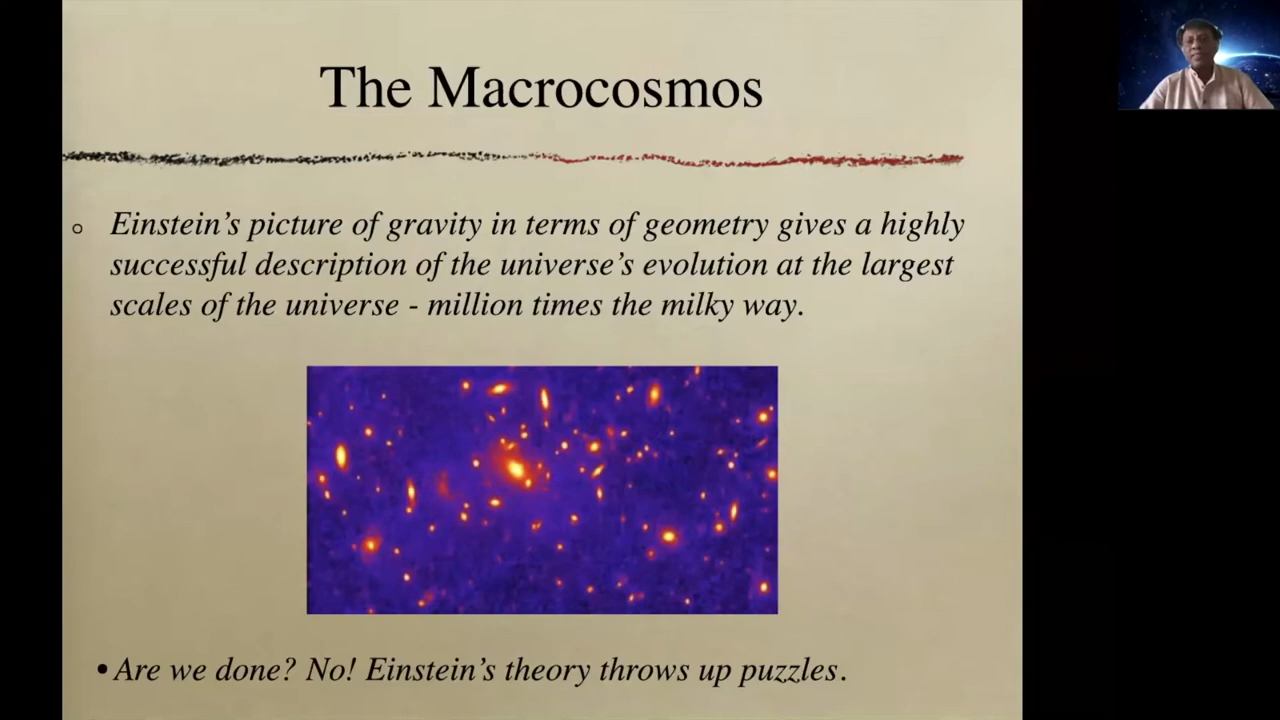 The Macrocosmos
Einstein’s picture of gravity in terms of geometry gives a highly
successful description of the universe’s evolution at the largest
scales of the universe - million times the milky way.
• Are we done? No! Einstein’s theory throws up puzzles.